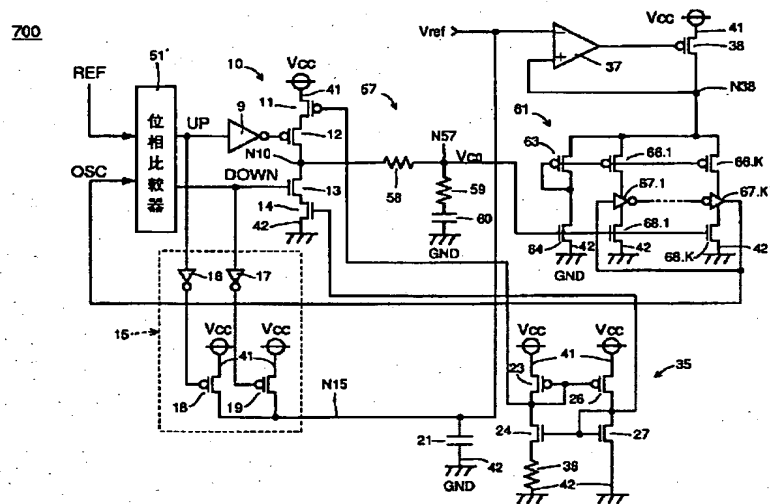 700
51'
REF
OSC
位相比較器
UP
DOWN
10
Vcc
41
11
9
12
N10
13
14
42
57
58
N57
Vco
59
60
GND
Vref
37
Vcc
41
38
N38
61
63
66.1
66.K
67.1
67.K
64
42
68.1
42
68.K
42
GND
15
16
17
Vcc
Vcc
41
18
19
N15
21
42
GND
Vcc
Vcc
41
23
26
35
24
27
39
42